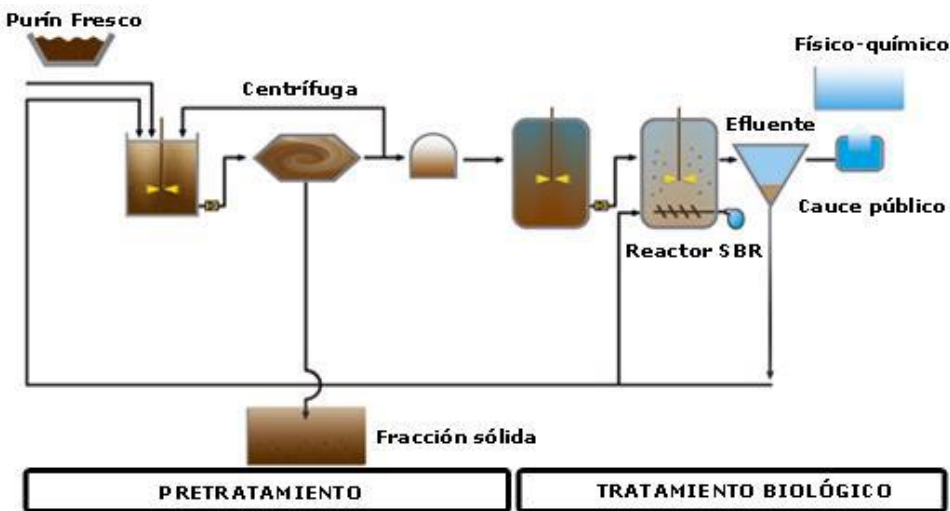 Purín Fresco
Físico-químico
Centrífuga
Efluente
Cauce público
Reactor SBR
Fracción sólida
PRETRATAMIENTO
TRATAMIENTO BIOLÓGICO